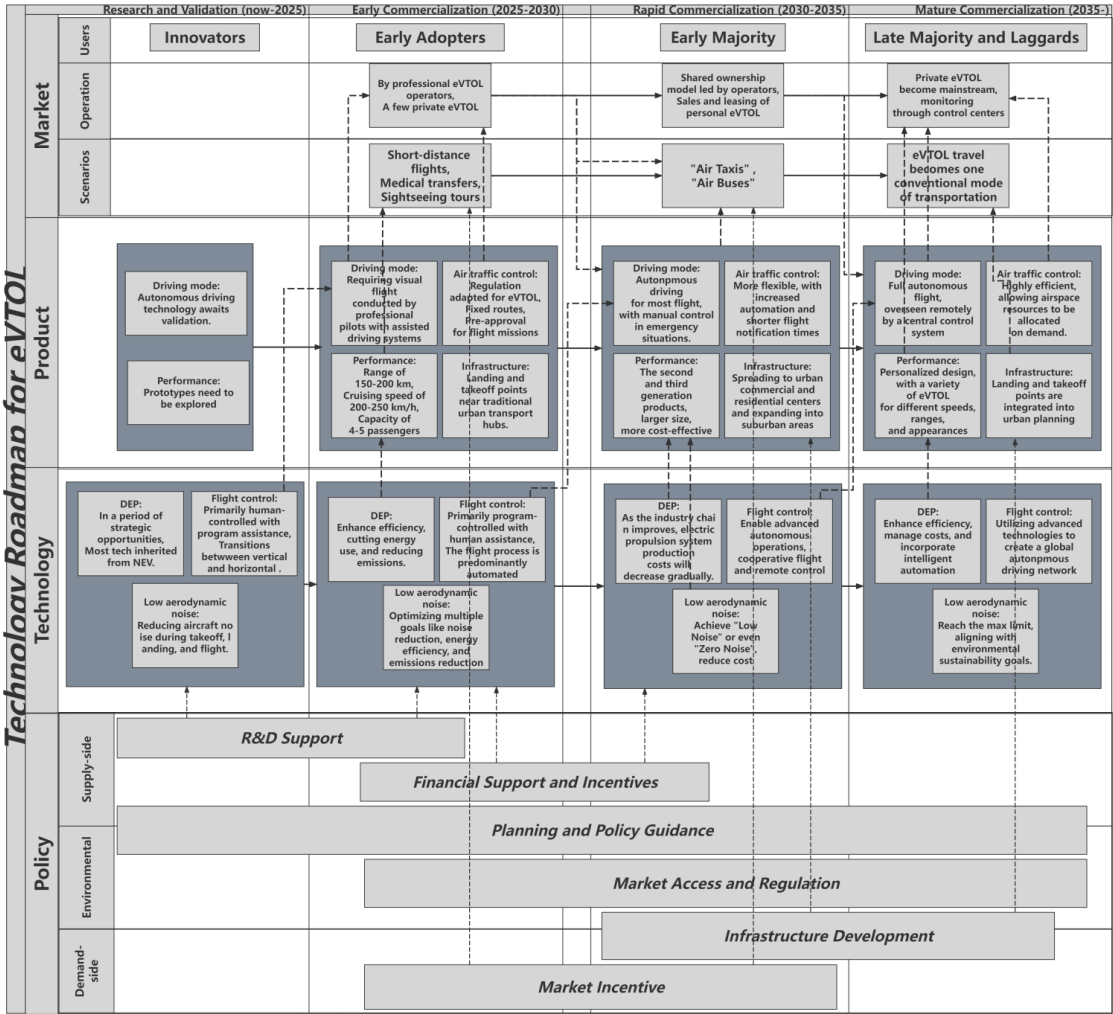 Technology Roadmap for eVTOL
Research and Validation (now-2025)
Early Commercialization (2025-2030)
Rapid Commercialization (2030-2035)
Mature Commercialization (2035-)
Market
Users
Innovators
Early Adopters
Early Majority
Late Majority and Laggards
Operation
By professional eVTOL
operators,
A few private eVTOL
Shared ownership
model led by operators,
Sales and leasing of
personal eVTOL
Private eVTOL
become mainstream,
monitoring
through control centers
Scenarios
Short-distance
flights,
Medical transfers,
Sightseeing tours
"Air Taxis" ,
"Air Buses"
eVTOL travel
becomes one
conventional mode
of transportation
Product
Driving mode:
Autonomous driving
technology awaits
validation.
Performance:
Prototypes need to
be explored
Driving mode:
Requiring visual
flight
conducted by
professional
pilots with assisted
driving systems
Air traffic control:
Regulation
adapted for eVTOL,
Fixed routes,
Pre-approval
for flight missions
Performance:
Range of
150-200 km,
Cruising speed of
200-250 km/h,
Capacity of
4-5 passengers
Infrastructure:
Landing and
takeoff points
near traditional
urban transport
hubs.
Driving mode:
Autonpmous
driving
for most flight,
with manual control
in emergency
situations.
Air traffic control:
More flexible, with
increased
automation and
shorter flight
notification times
Performance:
The second
and third
generation
products,
larger size,
more cost-effective
Infrastructure:
Spreading to urban
commercial and
residential centers
and expanding into
suburban areas
Driving mode:
Full autonomous
flight,
overseen remotely
by a central control
system
Air traffic control:
Highly efficient,
allowing airspace
resources to be
allocated
on demand.
Performance:
Personalized design,
with a variety
of eVTOL
for different speeds,
ranges,
and appearances
Infrastructure:
Landing and takeoff
points are
integrated into
urban planning
Technology
DEP:
In a period of
strategic
opportunities,
Most tech inherited
from NEV.
Flight control:
Primarily human-
controlled with
program assistance,
Transitions
betwween vertical
and horizontal .
Low aerodynamic
noise:
Reducing aircraft no
ise during takeoff, l
anding, and flight.
DEP:
Enhance efficiency,
cutting energy
use, and reducing
emissions.
Flight control:
Primarily program-
controlled with
human assistance,
The flight process is
predominantly
automated
Low aerodynamic
noise:
Optimizing multiple
goals like noise
reduction, energy
efficiency, and
emissions reduction
DEP:
As the industry chai
n improves, electric
propulsion system
production
costs will
decrease gradually.
Flight control:
Enable advanced
autonomous
operations,
cooperative flight
and remote control
Low aerodynamic
noise:
Achieve "Low
Noise" or even
"Zero Noise",
reduce cost
DEP:
Enhance efficiency,
manage costs, and
incorporate
intelligent
automation
Flight control:
Utilizing advanced
technologies to
create a global
autonpmous
driving network
Low aerodynamic
noise:
Reach the max limit,
aligning with
environmental
sustainability goals.
Policy
Supply-side
R&D Support
Financial Support and Incentives
Planning and Policy Guidance
Environmental
Market Access and Regulation
Infrastructure Development
Demand-
side
Market Incentive